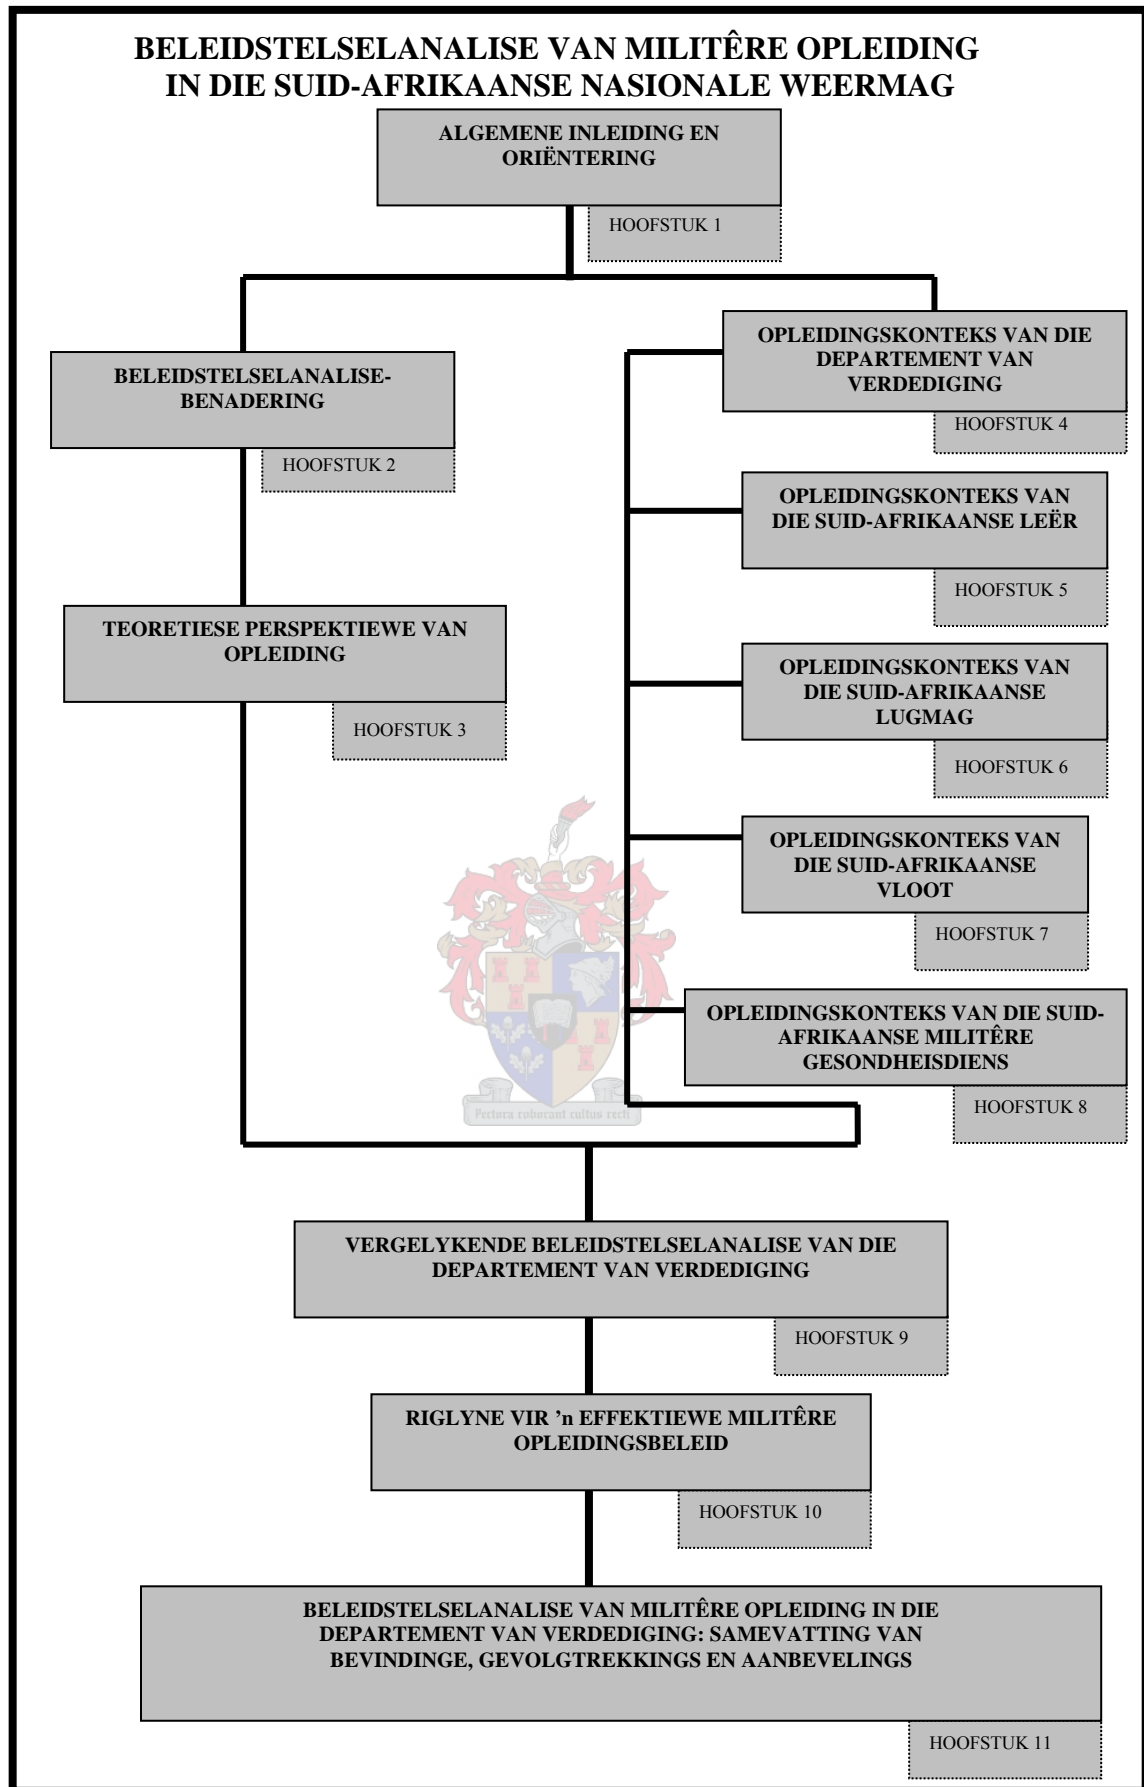 BELEIDSTELSELANALISE VAN MILITÊRE OPLEIDING
IN DIE SUID-AFRIKAANSE NASIONALE WEERMAG
ALGEMENE INLEIDING EN
ORIËNTERING
HOOFSTUK 1
BELEIDSTELSELANALISE-
BENADERING
HOOFSTUK 2
TEORETIESE PERSPEKTIEWE VAN
OPLEIDING
HOOFSTUK 3
OPLEIDINGSKONTEKS VAN DIE
DEPARTEMENT VAN
VERDEDIGING
HOOFSTUK 4
OPLEIDINGSKONTEKS VAN
DIE SUID-AFRIKAANSE LEËR
HOOFSTUK 5
OPLEIDINGSKONTEKS VAN
DIE SUID-AFRIKAANSE
LUGMAG
HOOFSTUK 6
OPLEIDINGSKONTEKS VAN
DIE SUID-AFRIKAANSE
VLOOT
HOOFSTUK 7
OPLEIDINGSKONTEKS VAN DIE SUID-
AFRIKAANSE MILITÊRE
GESONDHEISDIENS
HOOFSTUK 8
Pectora roborant cultus recti
VERGELYKENDE BELEIDSTELSELANALISE VAN DIE
DEPARTEMENT VAN VERDEDIGING
HOOFSTUK 9
RIGLYNE VIR ’n EFFEKTIEWE MILITÊRE
OPLEIDINGSBELEID
HOOFSTUK 10
BELEIDSTELSELANALISE VAN MILITÊRE OPLEIDING IN DIE
DEPARTEMENT VAN VERDEDIGING: SAMEVATTING VAN
BEVINDINGE, GEVOLGTREKKINGS EN AANBEVELINGS
HOOFSTUK 11